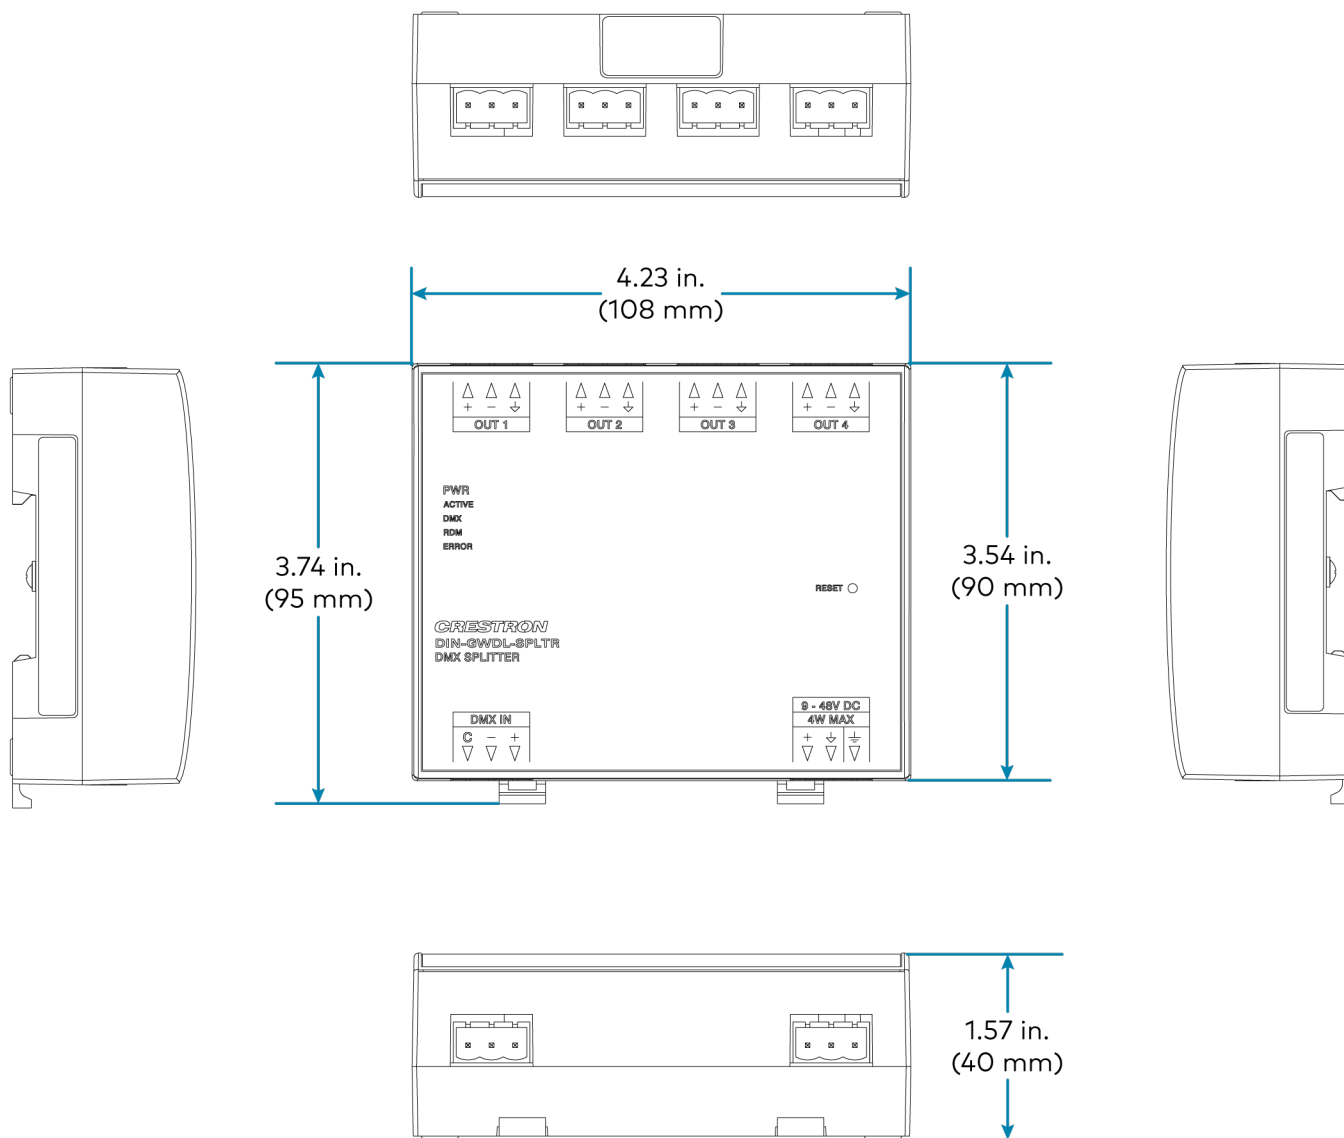 4.23 in.
(108 mm)
+ − + − + − + −
OUT 1 OUT 2 OUT 3 OUT 4
PWR
ACTIVE
DMX
RDM
ERROR
3.74 in.
(95 mm)
3.54 in.
(90 mm)
RESET
CRESTRON
DIN-GWDL-SPLTR
DMX SPLITTER
9 - 48V DC
DMX IN 4W MAX
C − + +
1.57 in.
(40 mm)